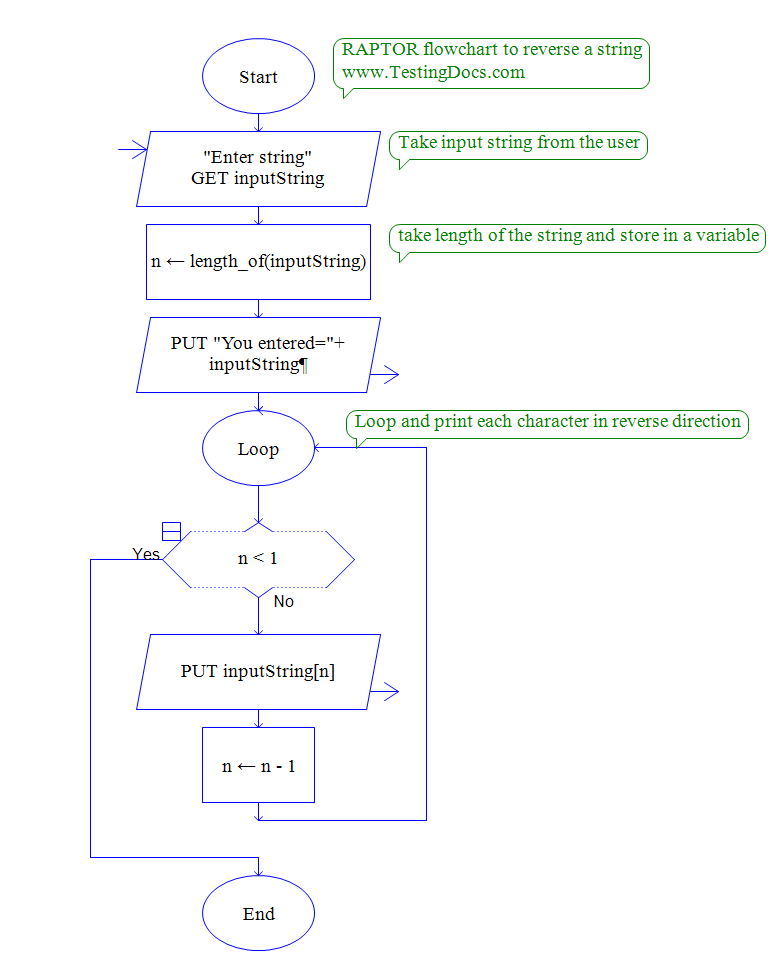 RAPTOR flowchart to reverse a string
www.TestingDocs.com
Start
Take input string from the user
"Enter string"
GET inputString
take length of the string and store in a variable
n ← length_of(inputString)
PUT "You entered="+
inputString¶
Loop and print each character in reverse direction
Loop
Yes
n < 1
No
PUT inputString[n]
n ← n - 1
End